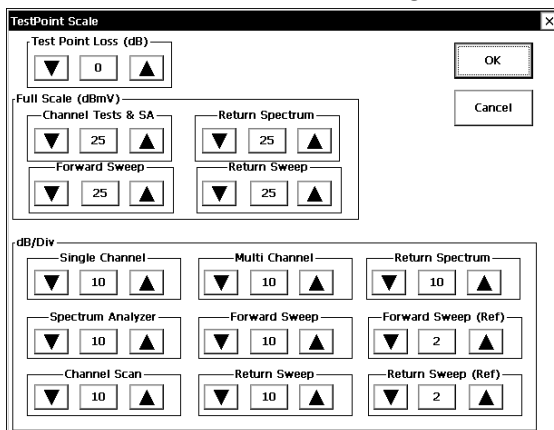 TestPoint Scale
Test Point Loss (dB)
0
OK
Cancel
Full Scale (dBmV)
Channel Tests & SA
Return Spectrum
25
25
Forward Sweep
Return Sweep
25
25
dB/Div
Single Channel
Multi Channel
Return Spectrum
10
10
10
Spectrum Analyzer
Forward Sweep
Forward Sweep (Ref)
10
10
2
Channel Scan
Return Sweep
Return Sweep (Ref)
10
10
2